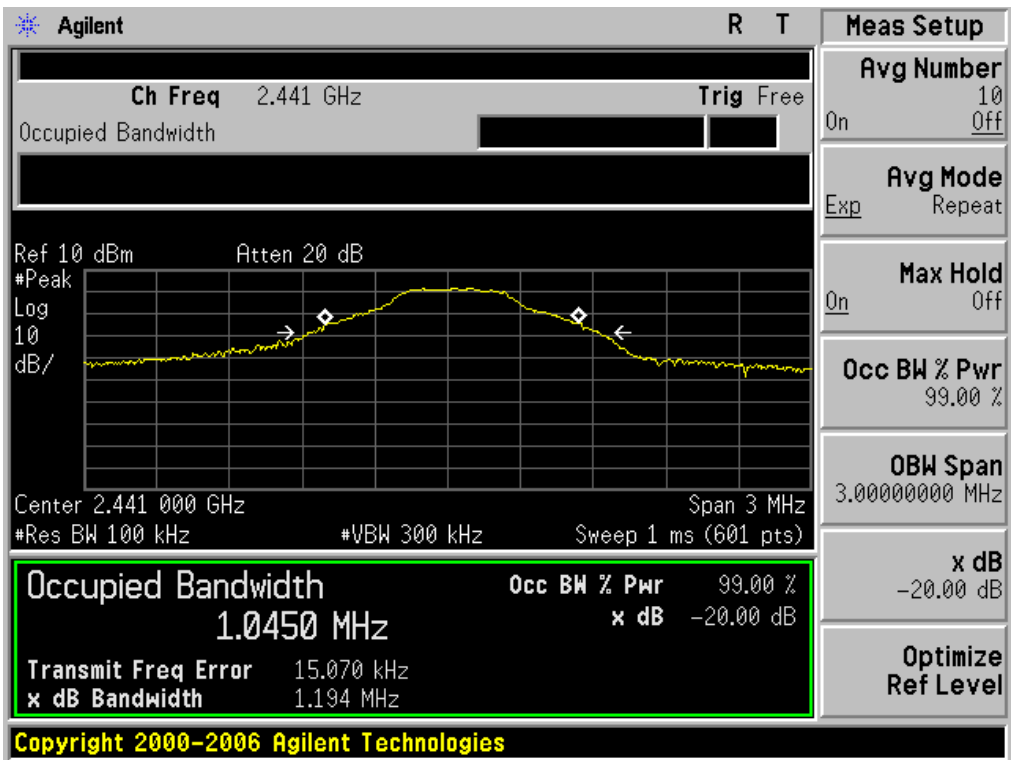 Agilent R T Meas Setup
Ch Freq 2.441 GHz Trig Free
Occupied Bandwidth
Ref 10 dBm Atten 20 dB
#Peak
Log
10
dB/
Center 2.441 000 GHz Span 3 MHz
#Res BW 100 kHz #VBW 300 kHz Sweep 1 ms (601 pts)
Occupied Bandwidth Occ BW % Pwr 99.00 %
1.0450 MHz x dB -20.00 dB
Transmit Freq Error 15.070 kHz
x dB Bandwidth 1.194 MHz
Copyright 2000-2006 Agilent Technologies
Avg Number
10
On Off
Avg Mode
Exp Repeat
Max Hold
On Off
Occ BW % Pwr
99.00 %
OBW Span
3.00000000 MHz
x dB
-20.00 dB
Optimize
Ref Level